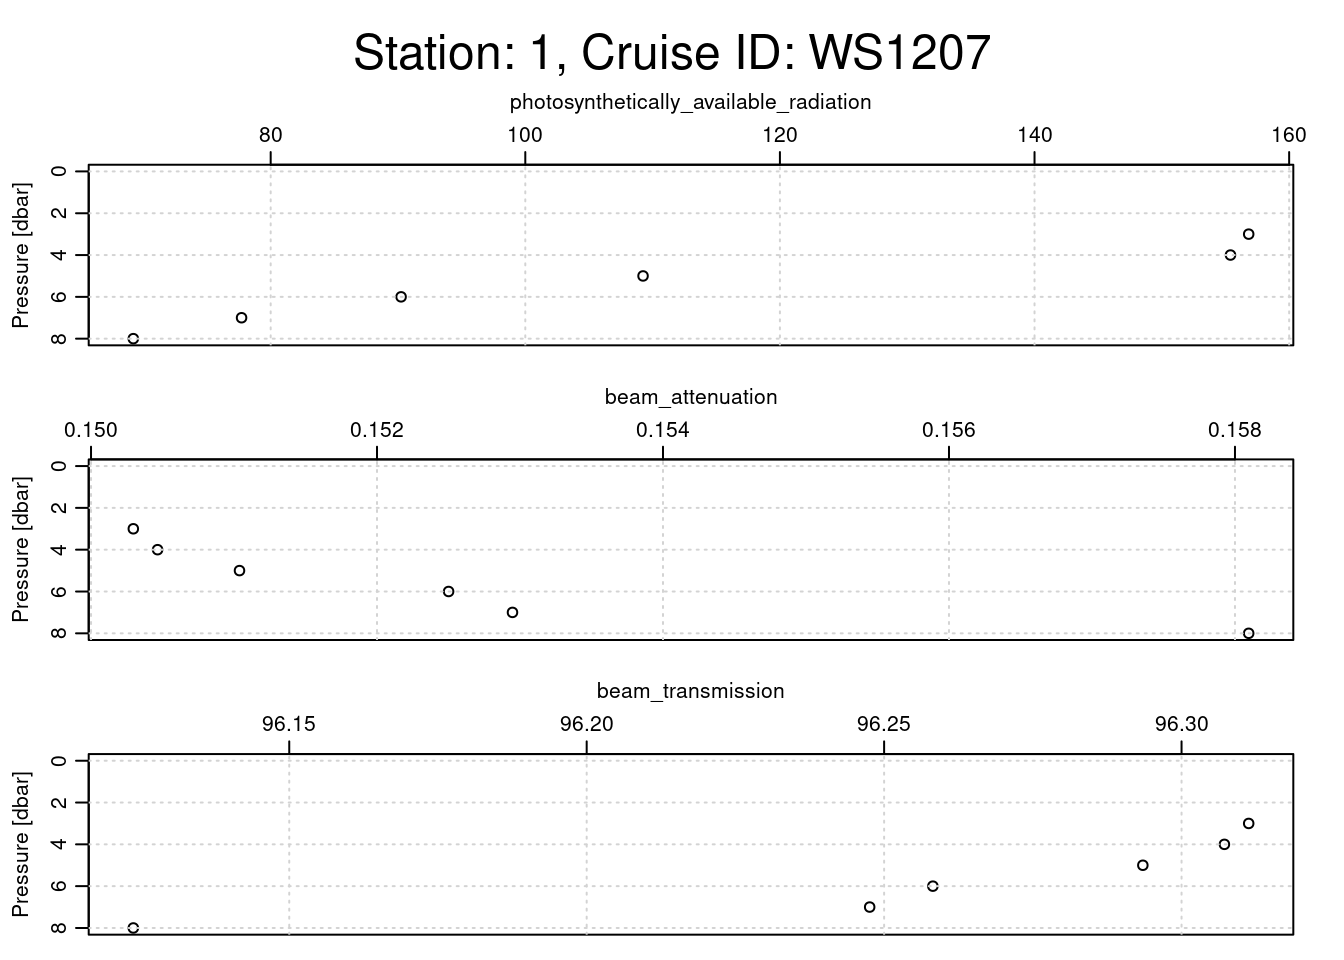 Station: 1, Cruise ID: WS1207
photosynthetically_available_radiation
80 100 120 140 160
Pressure [dbar]
0
2
4
6
8
beam_attenuation
0.150 0.152 0.154 0.156 0.158
Pressure [dbar]
0
2
4
6
8
beam_transmission
96.15 96.20 96.25 96.30
Pressure [dbar]
0
2
4
6
8